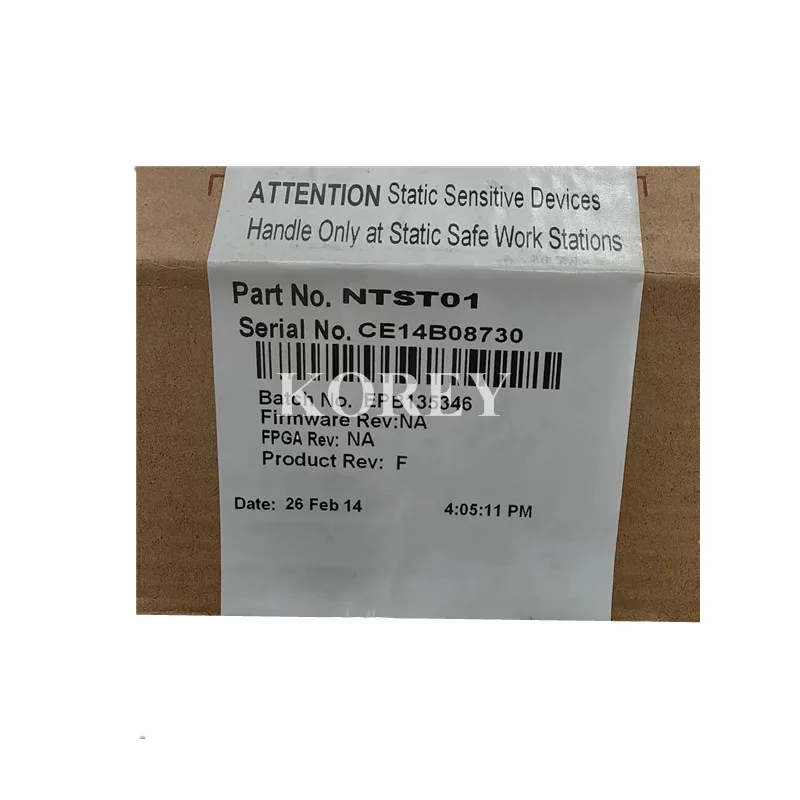 ATTENTION Static Sensitive Devices
Handle Only at Static Safe Work Stations
Part No. NTST01
Serial No. CE14B08730
Batch No. EPB135346
KOREY
Firmware Rev:NA
FPGA Rev: NA
Product Rev: F
Date: 26 Feb 14 4:05:11 PM